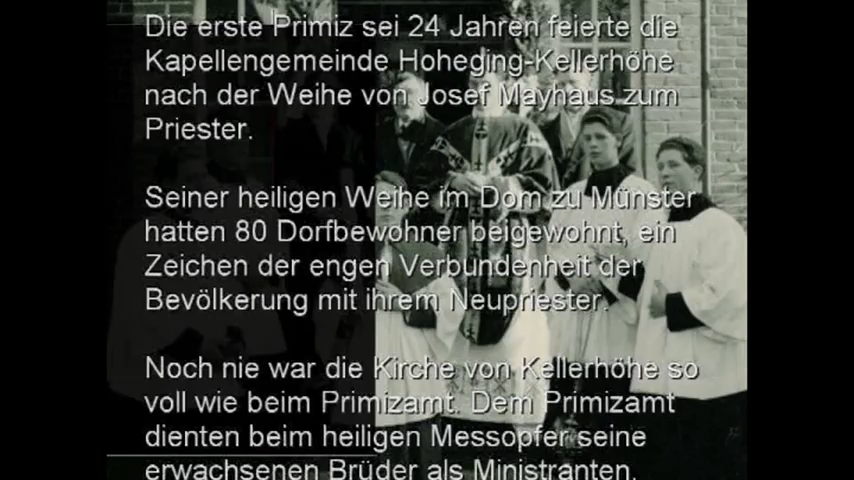 Die erste Primiz sei 24 Jahren feierte die
Kapellengemeinde Hoheging-Kellerhöhe
nach der Weihe von Josef Mayhaus zum
Priester.
Seiner heiligen Weihe im Dom zu Münster
hatten 80 Dorfbewohner beigewohnt, ein
Zeichen der engen Verbundenheit der
Bevölkerung mit ihrem Neupriester.
Noch nie war die Kirche von Kellerhöhe so
voll wie beim Primizamt. Dem Primizamt
dienten beim heiligen Messopfer seine
erwachsenen Brüder als Ministranten.